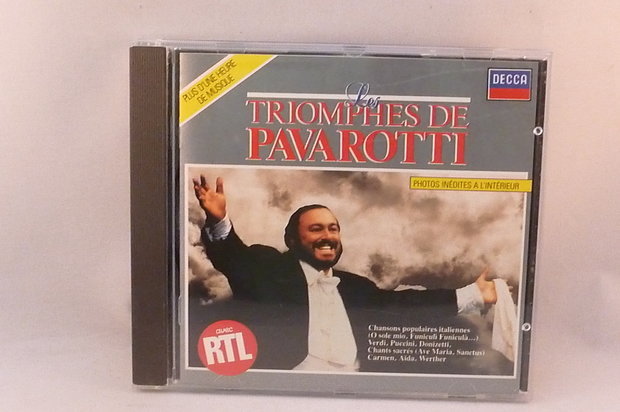 PLUS D'UNE HEURE
DE MUSIQUE
DECCA
Les
TRIOMPHES DE
PAVAROTTI
PHOTOS INÉDITES A L'INTÉRIEUR
Chansons populaires italiennes
(O sole mio, Funiculi Funiculà...)
Verdi, Puccini, Donizetti,
Chants sacrés (Ave Maria, Sanctus)
Carmen, Aida, Werther
avec
RTL